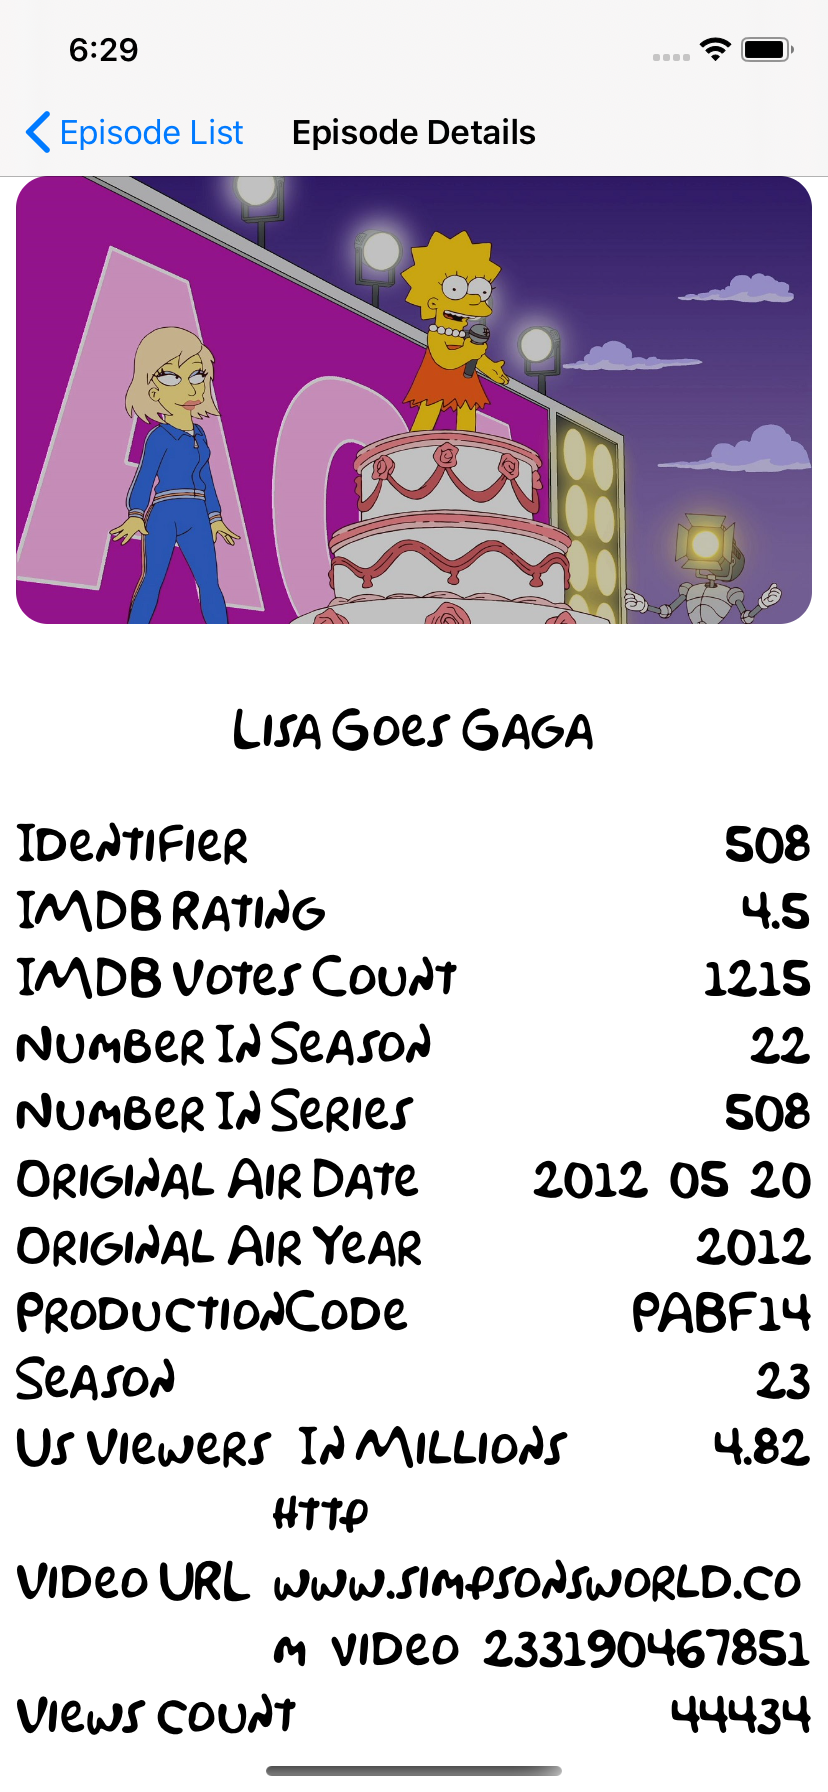 6:29
Episode List Episode Details
AG
Lisa Goes Gaga
Identifier 508
IMDB Rating 4.5
IMDB Votes Count 1215
Number In Season 22
Number In Series 508
Original Air Date 2012 05 20
Original Air Year 2012
ProductionCode PABF14
Season 23
Us Viewers In Millions 4.82
Http
Video URL www.simpsonsworld.co
m video 233190467851
Views count 44434